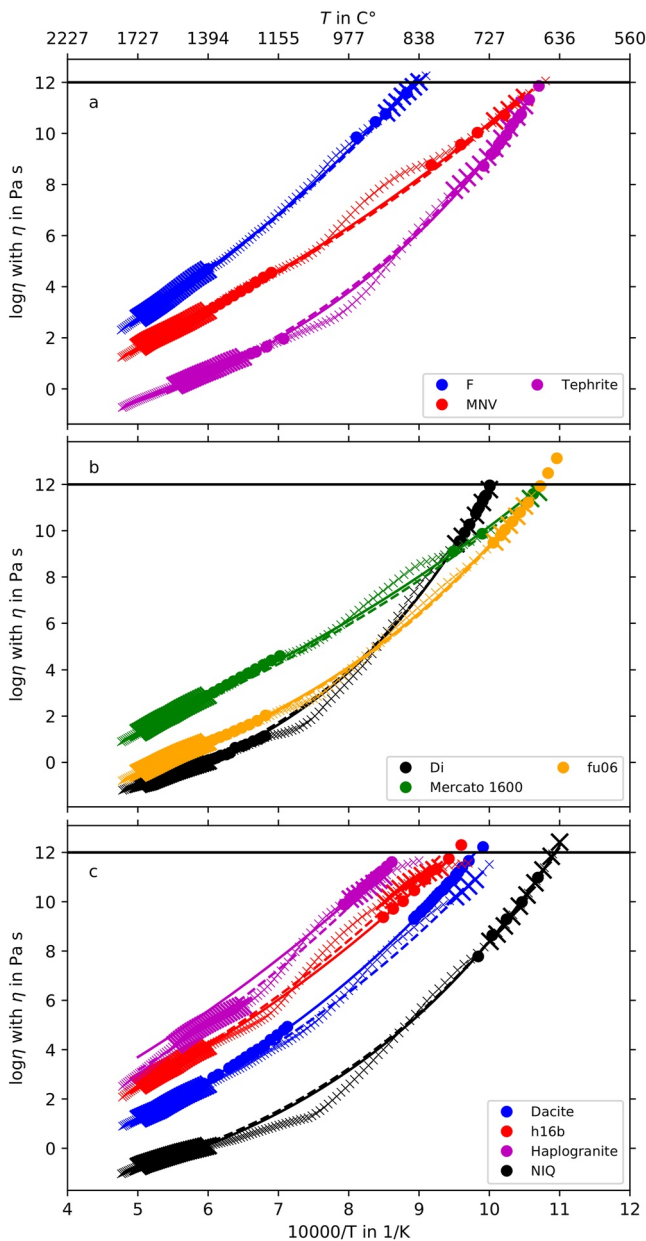 T in C°
2227 1727 1394 1155 977 838 727 636 560
a
log η with η in Pa s
12
10
8
6
4
2
0
F
MNV
Tephrite
b
log η with η in Pa s
12
10
8
6
4
2
0
Di
Mercato 1600
fu06
c
log η with η in Pa s
12
10
8
6
4
2
0
Dacite
h16b
Haplogranite
NIQ
4 5 6 7 8 9 10 11 12
10000/T in 1/K